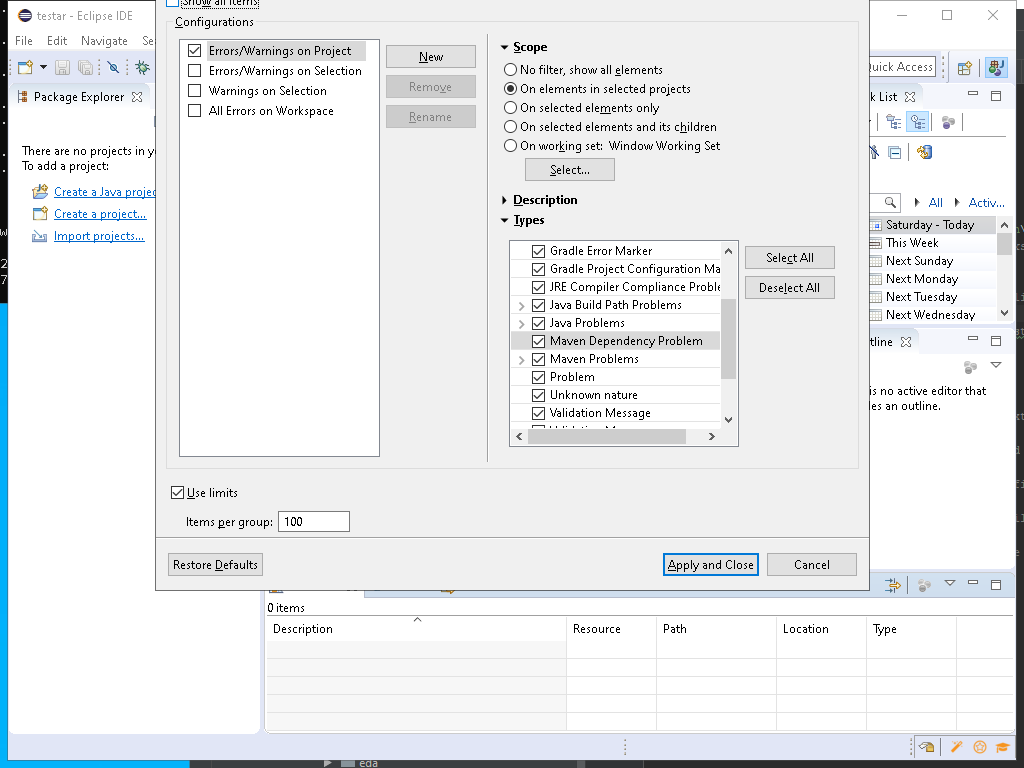 testar - Eclipse IDE
Show all items
File Edit Navigate Se
Configurations
Errors/Warnings on Project
Errors/Warnings on Selection
Warnings on Selection
All Errors on Workspace
New
Remove
Rename
Scope
No filter, show all elements
On elements in selected projects
On selected elements only
On selected elements and its children
On working set: Window Working Set
Select...
Description
Types
Gradle Error Marker
Gradle Project Configuration Ma
JRE Compiler Compliance Proble
Java Build Path Problems
Java Problems
Maven Dependency Problem
Maven Problems
Problem
Unknown nature
Validation Message
Select All
Deselect All
Use limits
Items per group: 100
Restore Defaults
Apply and Close
Cancel
Package Explorer
There are no projects in y
To add a project:
Create a Java projec
Create a project...
Import projects...
Quick Access
k List
All
Activ...
Saturday - Today
This Week
Next Sunday
Next Monday
Next Tuesday
Next Wednesday
tline
is no active editor that
des an outline.
0 items
Description Resource Path Location Type
eda